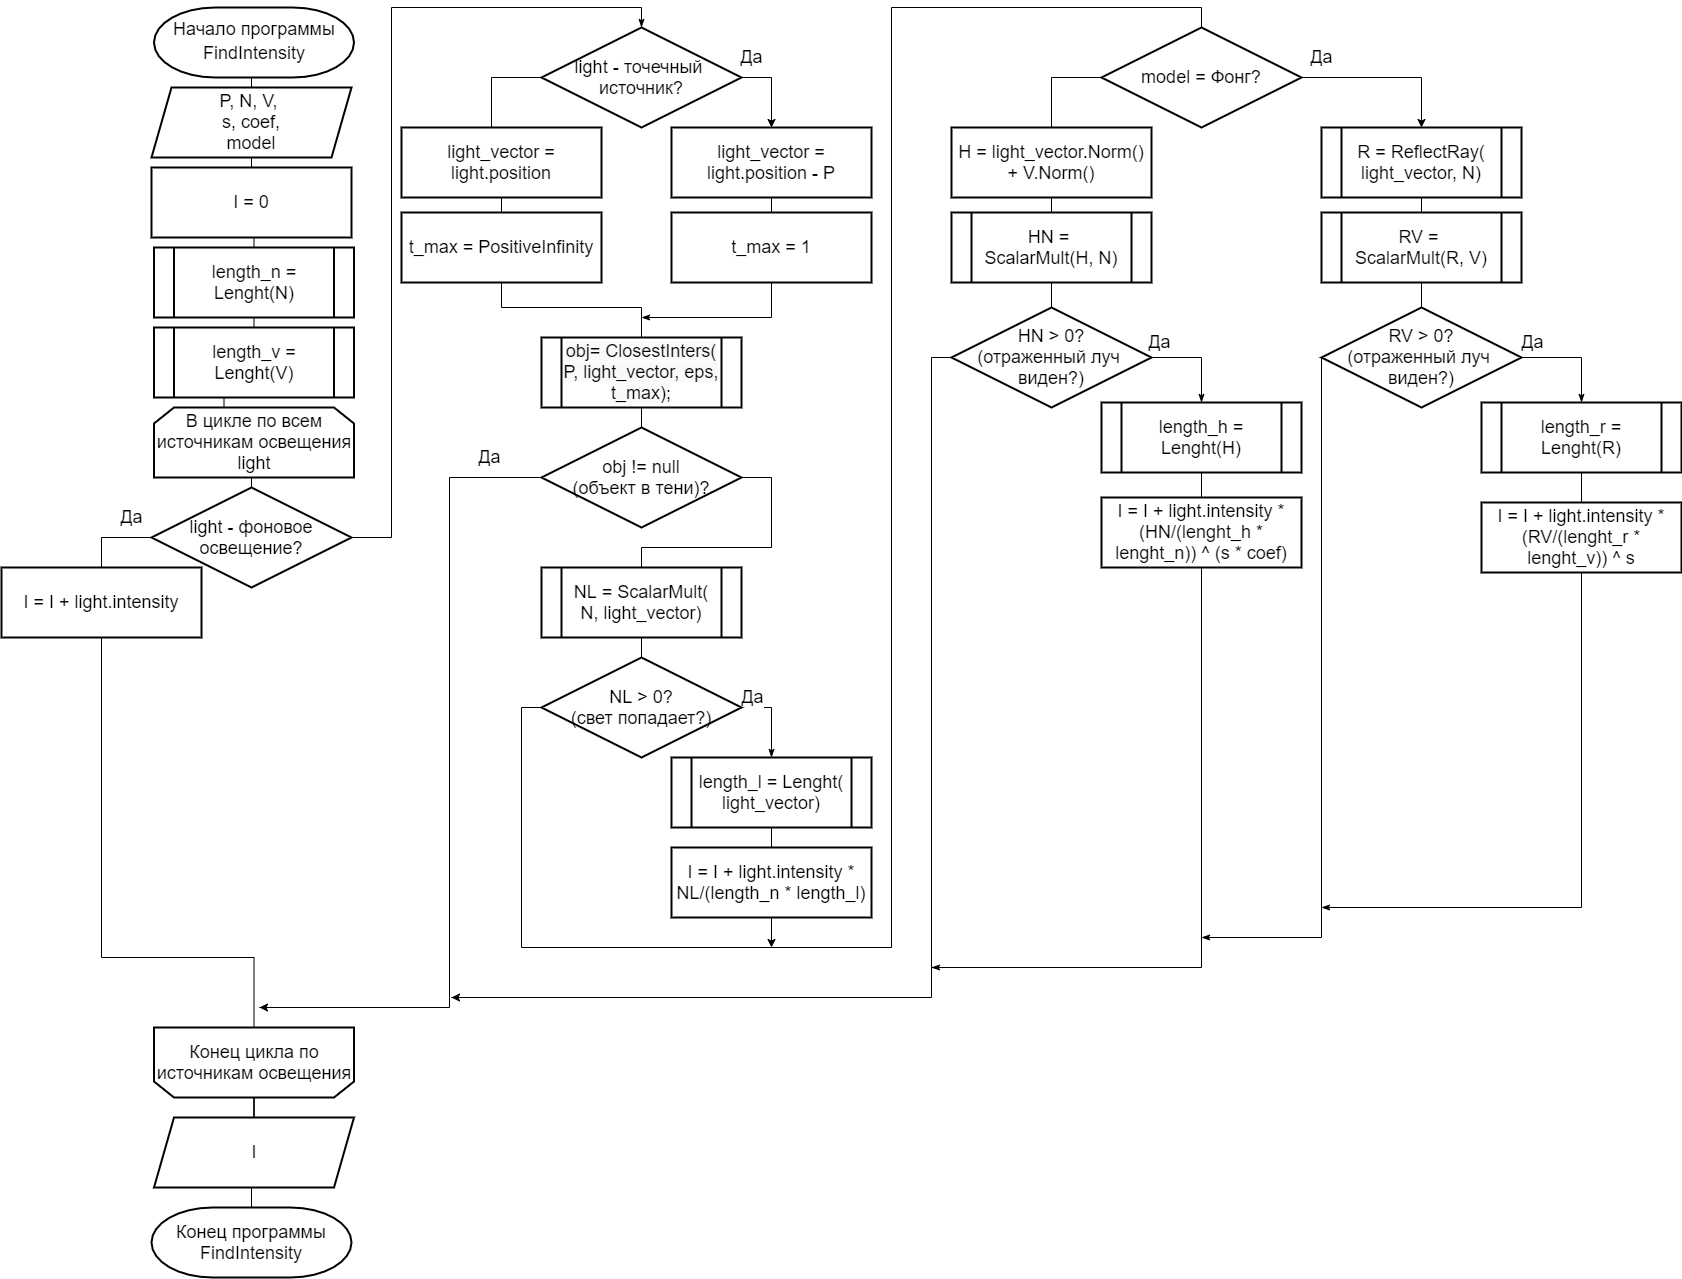 Начало программы
FindIntensity
P, N, V,
s, coef,
model
I = 0
length_n =
Lenght(N)
length_v =
Lenght(V)
В цикле по всем
источникам освещения
light
Да
light - фоновое
освещение?
I = I + light.intensity
light - точечный
источник?
Да
light_vector =
light.position
light_vector =
light.position - P
t_max = PositiveInfinity
t_max = 1
obj= ClosestInters(
P, light_vector, eps,
t_max);
Да
obj != null
(объект в тени)?
NL = ScalarMult(
N, light_vector)
NL > 0?
(свет попадает?)
Да
length_l = Lenght(
light_vector)
I = I + light.intensity *
NL/(length_n * length_l)
model = Фонг?
Да
H = light_vector.Norm()
+ V.Norm()
HN =
ScalarMult(H, N)
HN > 0?
(отраженный луч
виден?)
Да
length_h =
Lenght(H)
I = I + light.intensity *
(HN/(lenght_h *
lenght_n)) ^ (s * coef)
R = ReflectRay(
light_vector, N)
RV =
ScalarMult(R, V)
RV > 0?
(отраженный луч
виден?)
Да
length_r =
Lenght(R)
I = I + light.intensity *
(RV/(lenght_r *
lenght_v)) ^ s
Конец цикла по
источникам освещения
I
Конец программы
FindIntensity